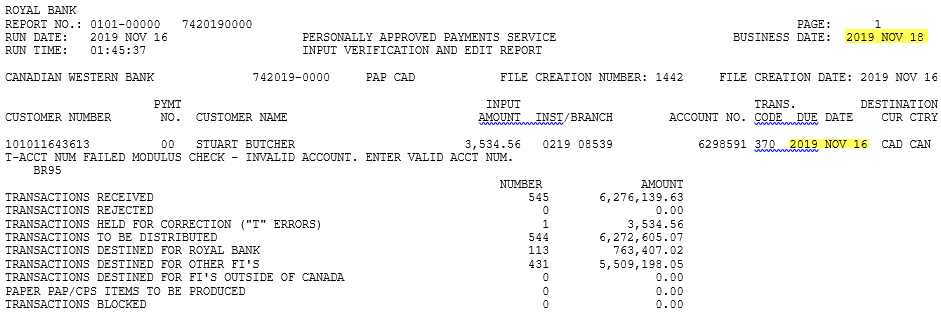 ROYAL BANK
REPORT NO.: 0101-00000 7420190000 PAGE: 1
RUN DATE: 2019 NOV 16 PERSONALLY APPROVED PAYMENTS SERVICE BUSINESS DATE: 2019 NOV 18
RUN TIME: 01:45:37 INPUT VERIFICATION AND EDIT REPORT
CANADIAN WESTERN BANK 742019-0000 PAP CAD FILE CREATION NUMBER: 1442 FILE CREATION DATE: 2019 NOV 16
PYMT INPUT TRANS. DESTINATION
CUSTOMER NUMBER NO. CUSTOMER NAME AMOUNT INST/BRANCH ACCOUNT NO. CODE DUE DATE CUR CTRY
101011643613 00 STUART BUTCHER 3,534.56 0219 08539 6298591 370 2019 NOV 16 CAD CAN
T-ACCT NUM FAILED MODULUS CHECK - INVALID ACCOUNT. ENTER VALID ACCT NUM.
BR95
NUMBER AMOUNT
TRANSACTIONS RECEIVED 545 6,276,139.63
TRANSACTIONS REJECTED 0 0.00
TRANSACTIONS HELD FOR CORRECTION ("T" ERRORS) 1 3,534.56
TRANSACTIONS TO BE DISTRIBUTED 544 6,272,605.07
TRANSACTIONS DESTINED FOR ROYAL BANK 113 763,407.02
TRANSACTIONS DESTINED FOR OTHER FI'S 431 5,509,198.05
TRANSACTIONS DESTINED FOR FI'S OUTSIDE OF CANADA 0 0.00
PAPER PAP/CPS ITEMS TO BE PRODUCED 0 0.00
TRANSACTIONS BLOCKED 0 0.00